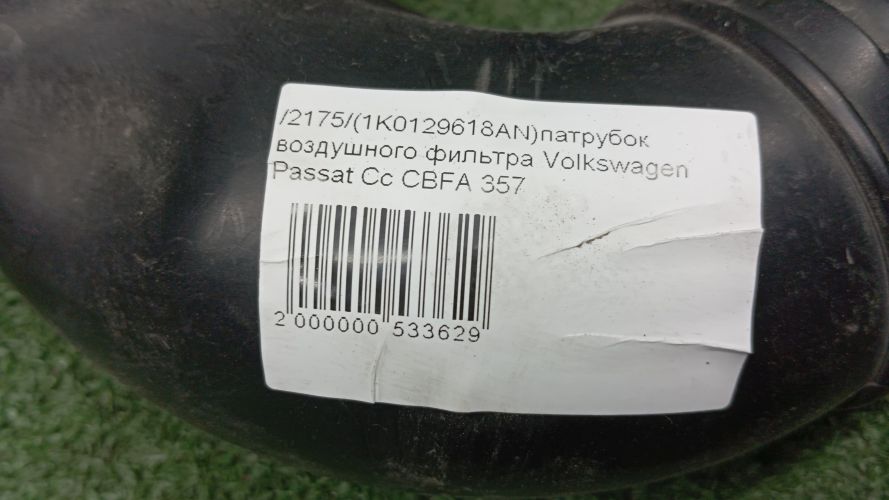 /2175/(1K0129618AN)патрубок
воздушного фильтра Volkswagen
Passat Cc CBFA 357
2 000000 533629